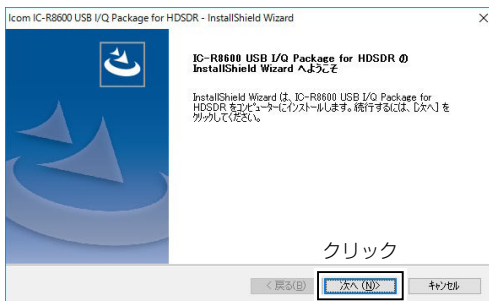 Icom IC-R8600 USB I/Q Package for HDSDR - InstallShield Wizard
IC-R8600 USB I/Q Package for HDSDR の
InstallShield Wizard へようこそ
InstallShield Wizard は、IC-R8600 USB I/Q Package for
HDSDR をコンピューターにインストールします。続行するには、[次へ] を
クリックしてください。
クリック
< 戻る(B)
次へ (N)>
キャンセル